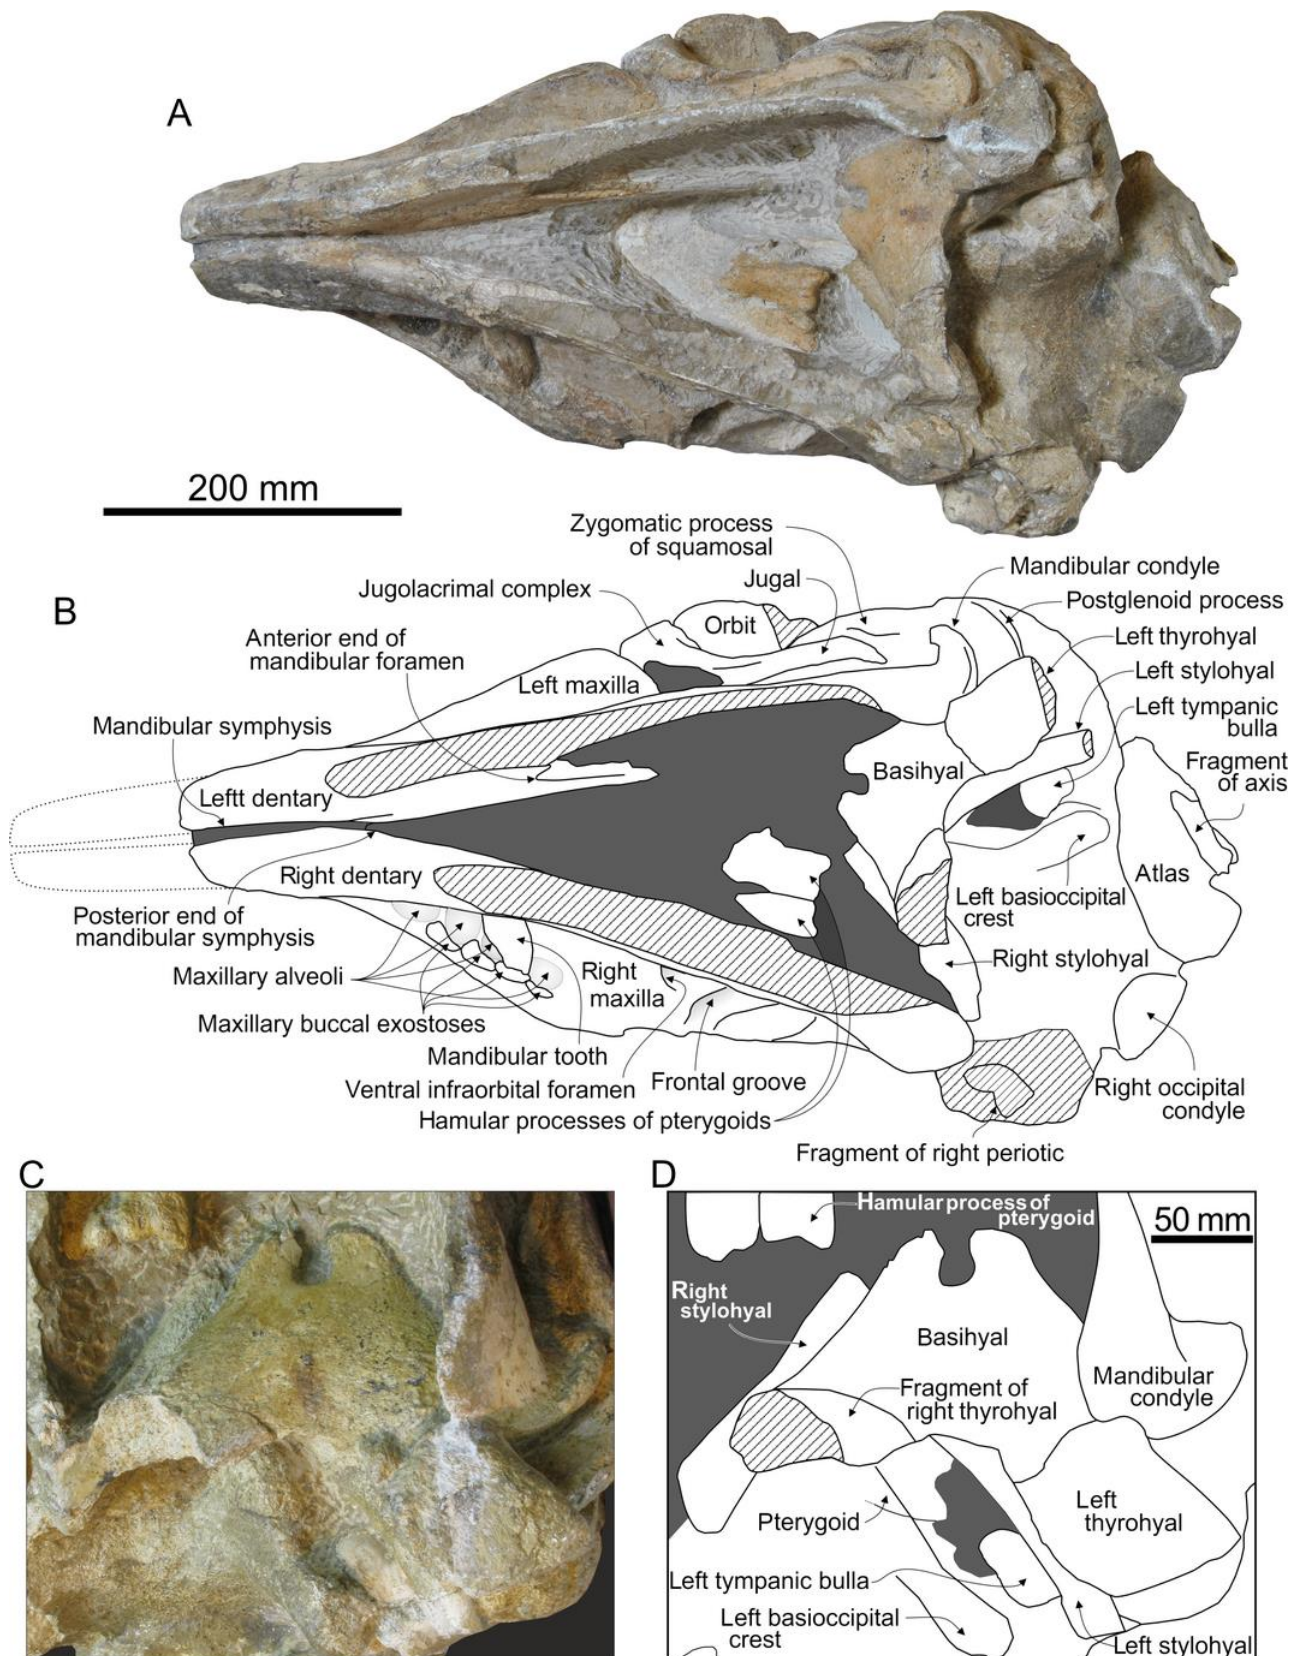 A
200 mm
B
Zygomatic process
of squamosal
Jugal
Mandibular condyle
Jugolacrimal complex
Postglenoid process
Orbit
Anterior end of
mandibular foramen
Left thyrohyal
Left stylohyal
Left maxilla
Left tympanic
bulla
Mandibular symphysis
Fragment
of axis
Basihyal
Leftt dentary
Right dentary
Atlas
Left basioccipital
crest
Posterior end of
mandibular symphysis
Right stylohyal
Maxillary alveoli
Right
maxilla
Maxillary buccal exostoses
Mandibular tooth
Ventral infraorbital foramen
Frontal groove
Right occipital
condyle
Hamular processes of pterygoids
Fragment of right periotic
C
D
Hamular process of
pterygoid
50 mm
Right
stylohyal
Basihyal
Mandibular
condyle
Fragment of
right thyrohyal
Left
thyrohyal
Pterygoid
Left tympanic bulla
Left basioccipital
crest
Left stylohyal